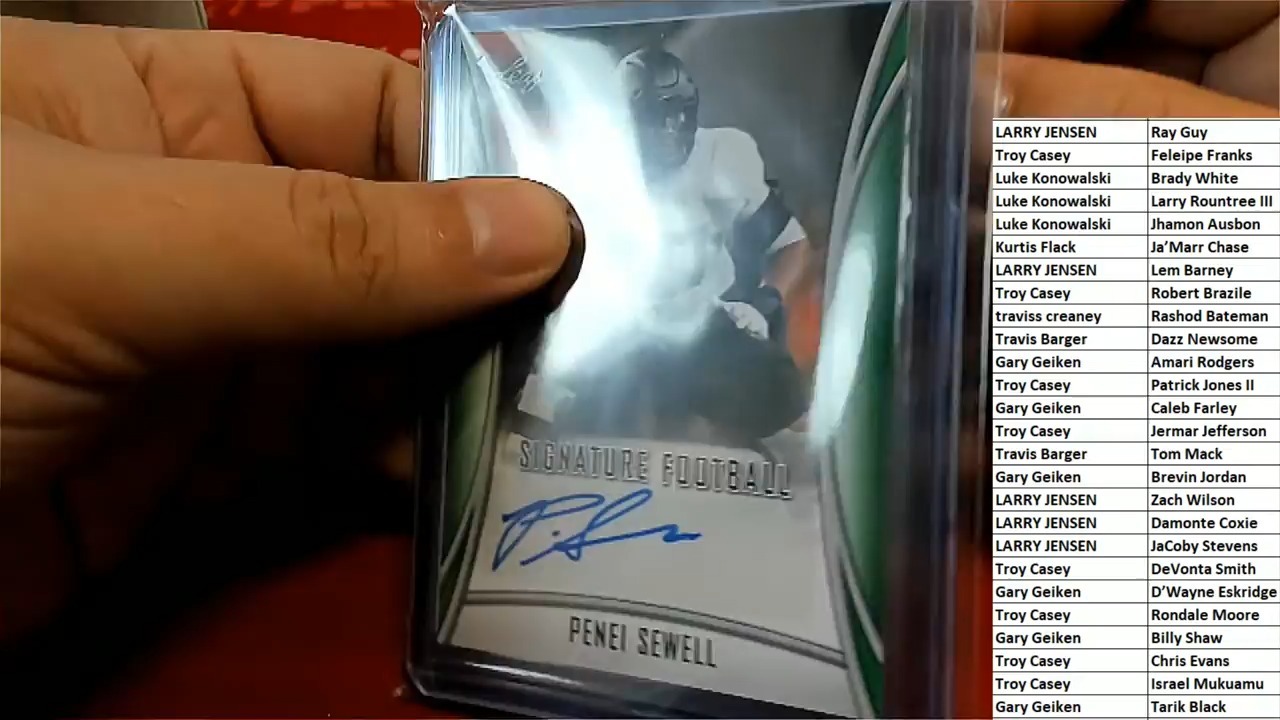 Leaf
SIGNATURE FOOTBALL
PENEI SEWELL
LARRY JENSEN Ray Guy
Troy Casey Feleipe Franks
Luke Konowalski Brady White
Luke Konowalski Larry Rountree III
Luke Konowalski Jhamon Ausbon
Kurtis Flack Ja’Marr Chase
LARRY JENSEN Lem Barney
Troy Casey Robert Brazile
traviss creaney Rashod Bateman
Travis Barger Dazz Newsome
Gary Geiken Amari Rodgers
Troy Casey Patrick Jones II
Gary Geiken Caleb Farley
Troy Casey Jermar Jefferson
Travis Barger Tom Mack
Gary Geiken Brevin Jordan
LARRY JENSEN Zach Wilson
LARRY JENSEN Damonte Coxie
LARRY JENSEN JaCoby Stevens
Troy Casey DeVonta Smith
Gary Geiken D’Wayne Eskridge
Troy Casey Rondale Moore
Gary Geiken Billy Shaw
Troy Casey Chris Evans
Troy Casey Israel Mukuamu
Gary Geiken Tarik Black